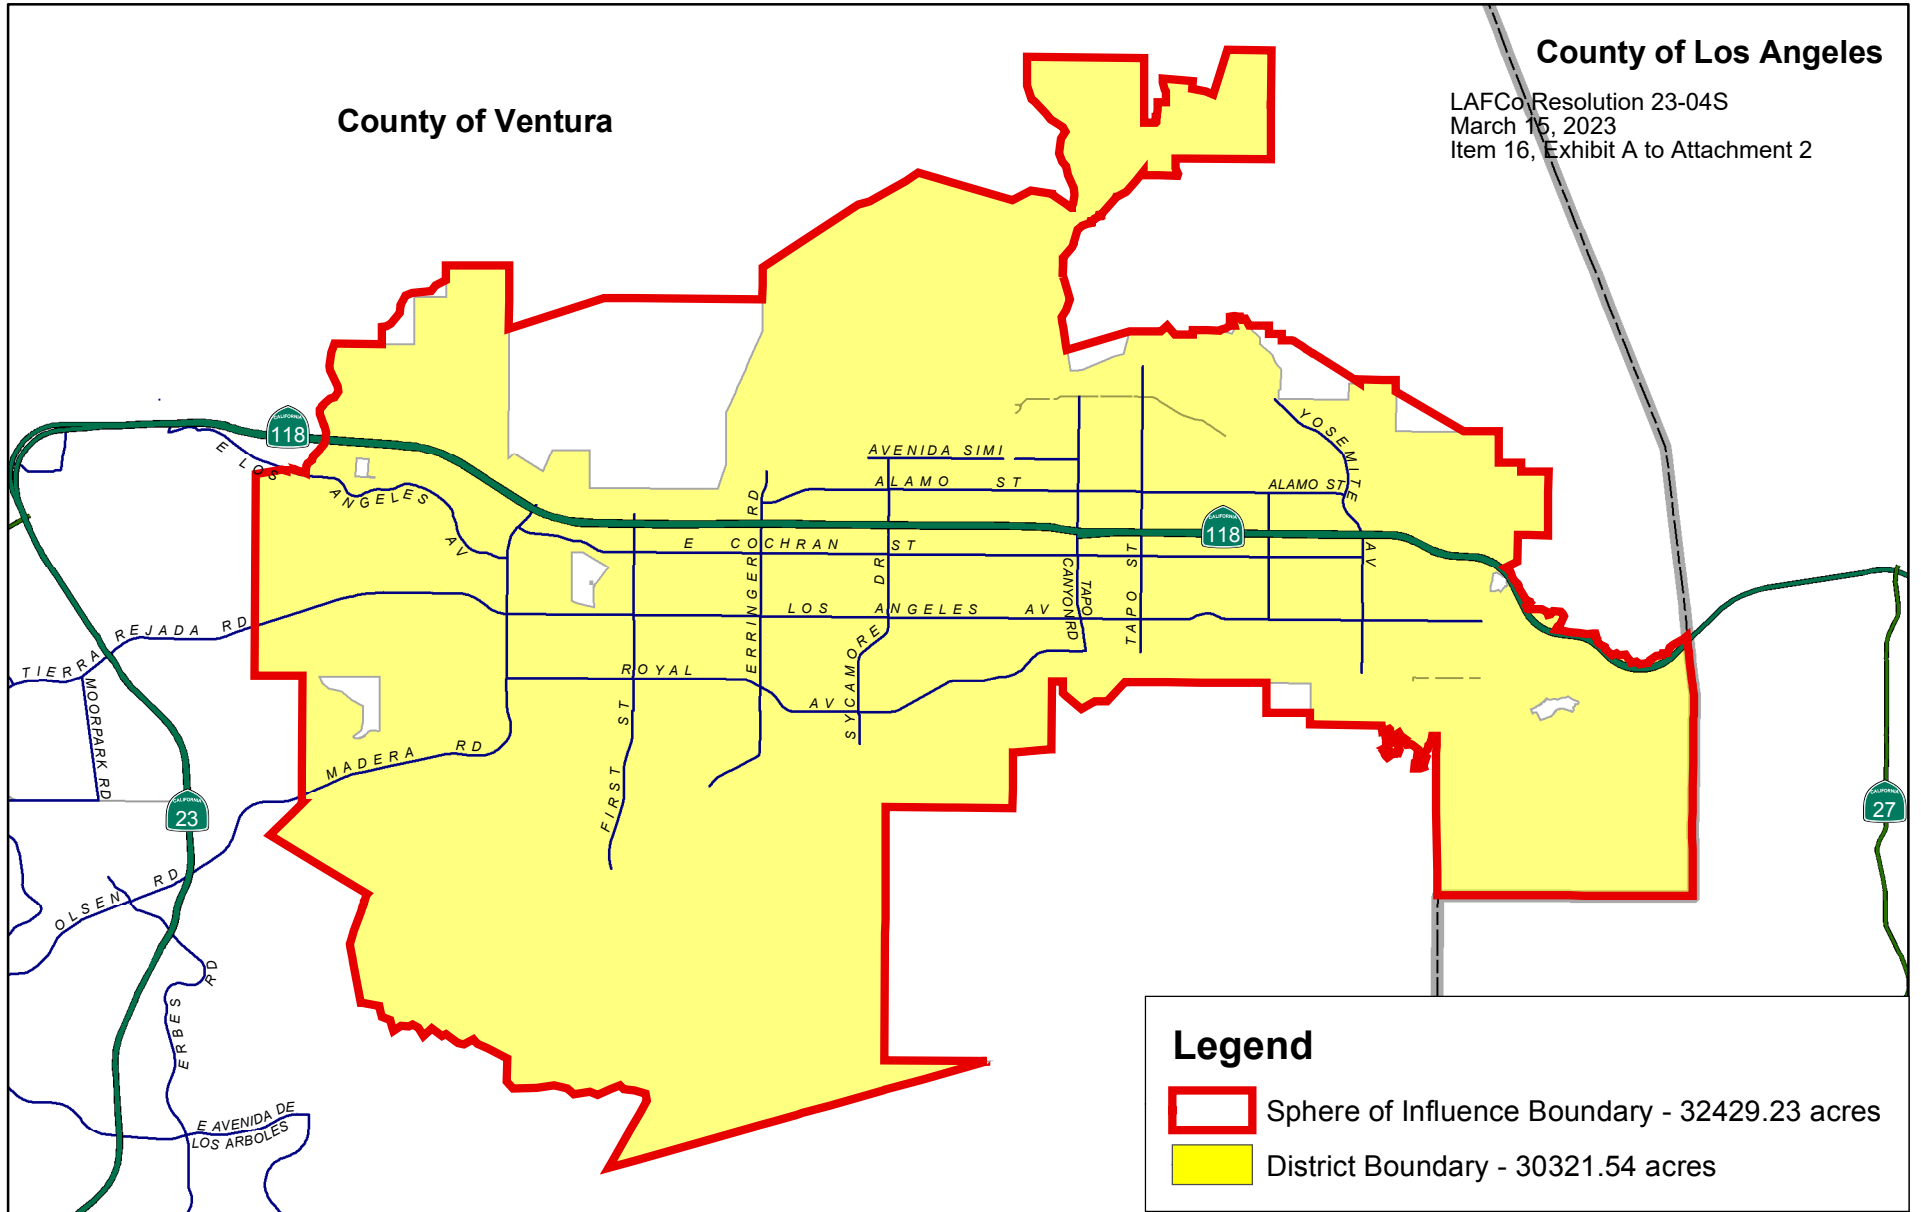 County of Ventura
County of Los Angeles
LAFCo Resolution 23-04S
March 15, 2023
Item 16, Exhibit A to Attachment 2
CALIFORNIA
118
E LOS ANGELES AV
YOSEMITE AV
AVENIDA SIMI
ALAMO ST
ALAMO ST
CALIFORNIA
118
E COCHRAN ST
ERRINGER RD
SYCAMORE DR
TAPO CANYON RD
TAPO ST
LOS ANGELES AV
TIERRA REJADA RD
MOORPARK RD
ROYAL AV
FIRST ST
MADERA RD
CALIFORNIA
23
CALIFORNIA
27
OLSEN RD
ERBES RD
E AVENIDA DE
LOS ARBOLES
Legend
Sphere of Influence Boundary - 32429.23 acres
District Boundary - 30321.54 acres